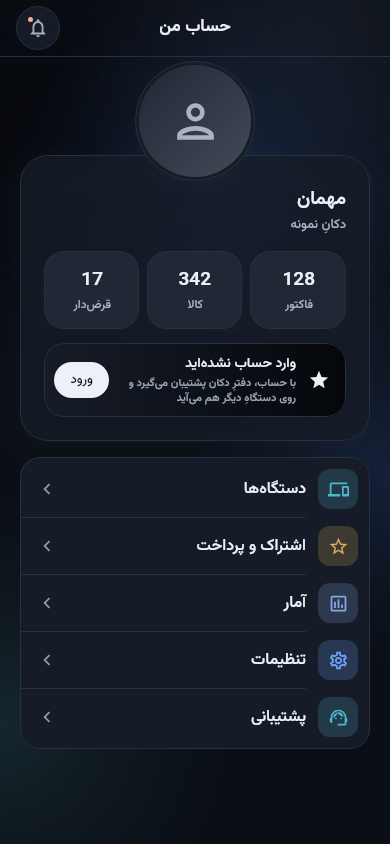 حساب من
مهمان
دکانِ نمونه
128
فاکتور
342
کالا
17
قرض‌دار
وارد حساب نشده‌اید
با حساب، دفترِ دکان پشتیبان می‌گیرد و
روی دستگاهِ دیگر هم می‌آید
ورود
دستگاه‌ها
اشتراک و پرداخت
آمار
تنظیمات
پشتیبانی